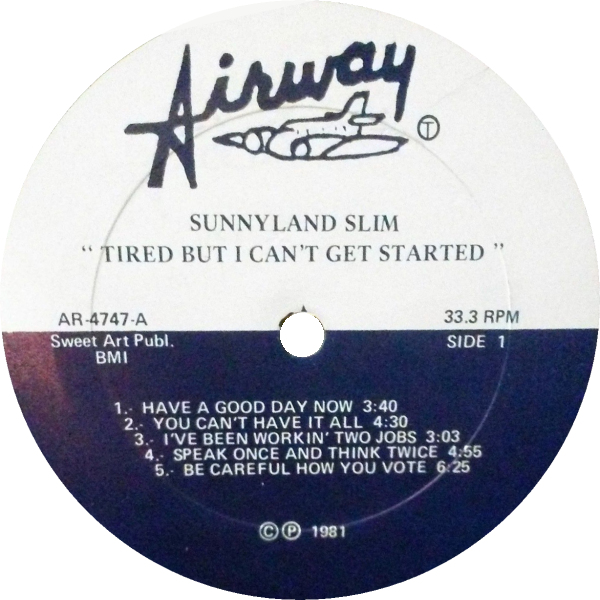 Airway
T
SUNNYLAND SLIM
“ TIRED BUT I CAN'T GET STARTED ”
AR-4747-A
33.3 RPM
Sweet Art Publ.
BMI
SIDE 1
1.- HAVE A GOOD DAY NOW 3:40
2.- YOU CAN'T HAVE IT ALL 4:30
3.- I'VE BEEN WORKIN' TWO JOBS 3:03
4.- SPEAK ONCE AND THINK TWICE 4:55
5.- BE CAREFUL HOW YOU VOTE 6:25
©℗ 1981